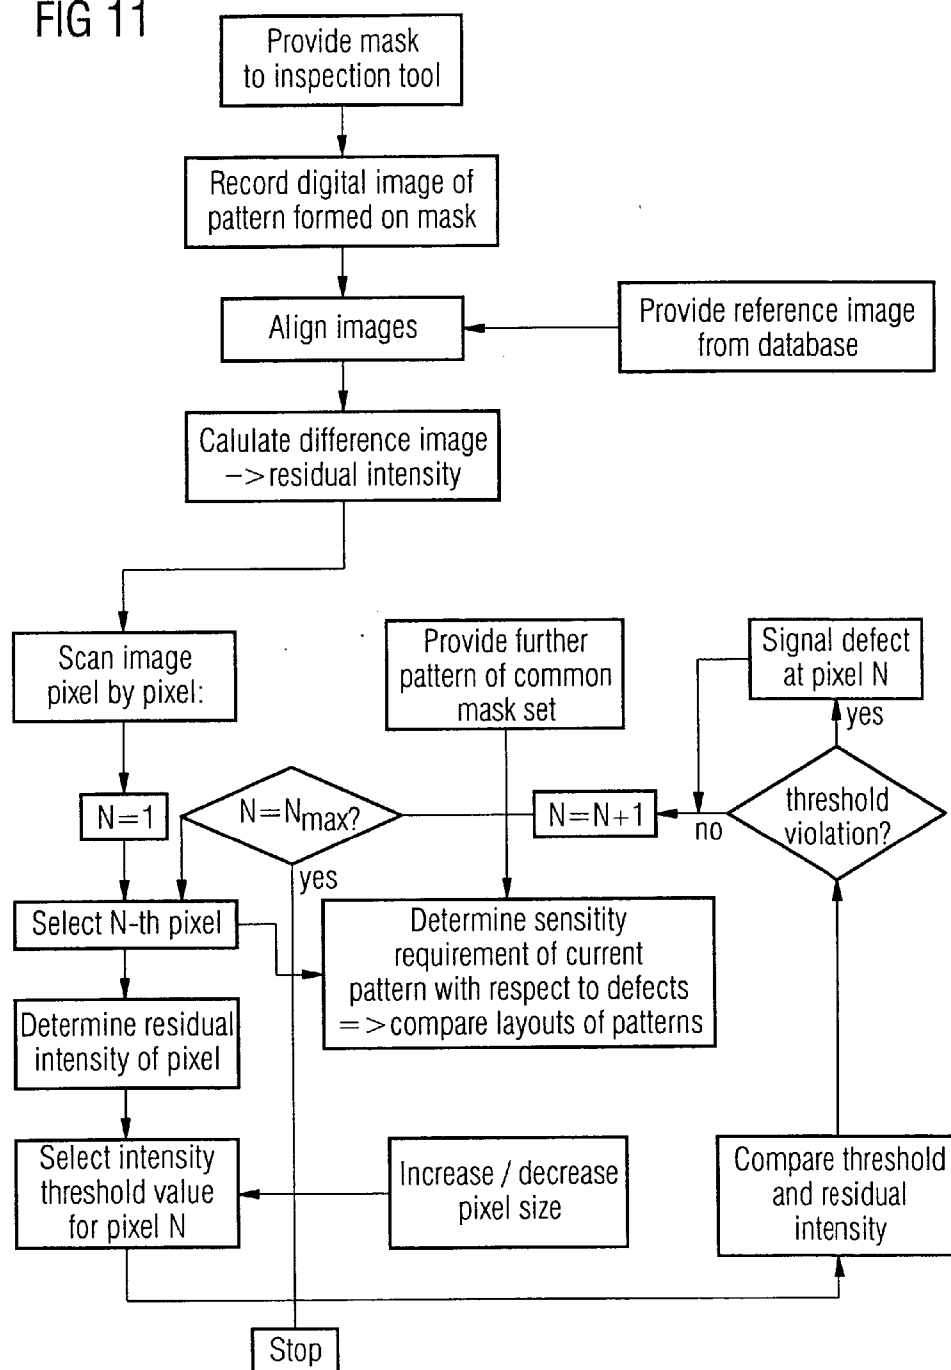 FIG 11
Provide mask
to inspection tool
Record digital image of
pattern formed on mask
Align images
Provide reference image
from database
Calulate difference image
–>residual intensity
Scan image
pixel by pixel:
Provide further
pattern of common
mask set
Signal defect
at pixel N
yes
N=1
N=Nmax?
N=N+1
no
threshold
violation?
yes
Select N-th pixel
Determine sensitity
requirement of current
pattern with respect to defects
=>compare layouts of patterns
Determine residual
intensity of pixel
Select intensity
threshold value
for pixel N
Increase / decrease
pixel size
Compare threshold
and residual
intensity
Stop